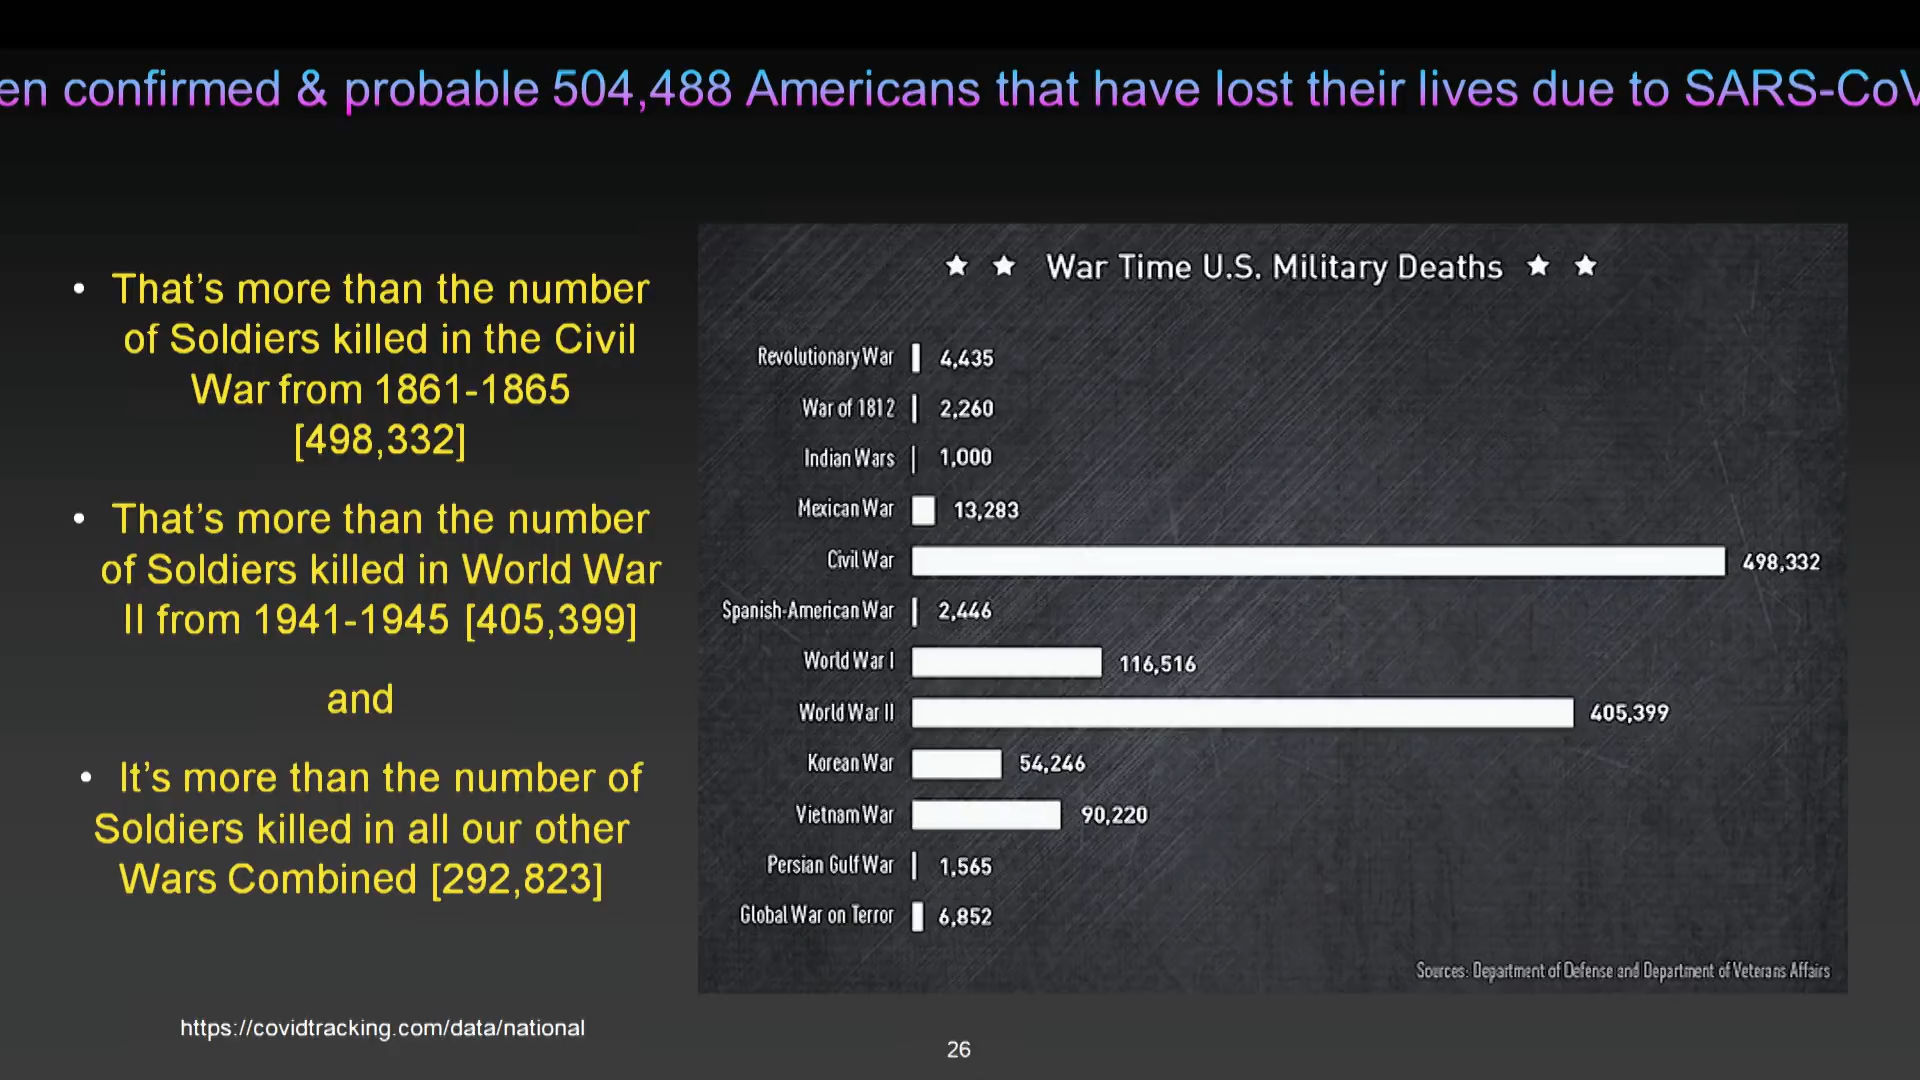 en confirmed & probable 504,488 Americans that have lost their lives due to SARS-CoV
• That’s more than the number
of Soldiers killed in the Civil
War from 1861-1865
[498,332]
• That’s more than the number
of Soldiers killed in World War
II from 1941-1945 [405,399]
and
• It’s more than the number of
Soldiers killed in all our other
Wars Combined [292,823]
https://covidtracking.com/data/national
★ ★ War Time U.S. Military Deaths ★ ★
Revolutionary War 4,435
War of 1812 2,260
Indian Wars 1,000
Mexican War 13,283
Civil War 498,332
Spanish-American War 2,446
World War I 116,516
World War II 405,399
Korean War 54,246
Vietnam War 90,220
Persian Gulf War 1,565
Global War on Terror 6,852
Sources: Department of Defense and Department of Veterans Affairs
26